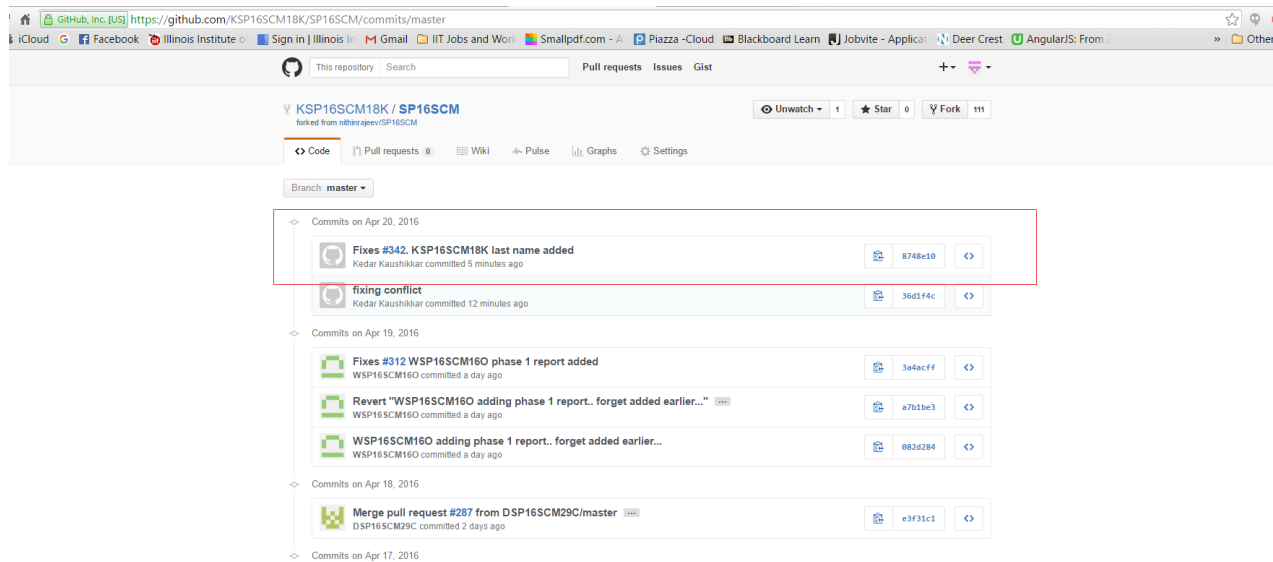 GitHub, Inc. [US] https://github.com/KSP16SCM18K/SP16SCM/commits/master
iCloud G Facebook Illinois Institute o Sign in | Illinois In Gmail IIT Jobs and Work Smallpdf.com - A Piazza -Cloud Blackboard Learn Jobvite - Applicat Deer Crest AngularJS: From 2 » Other
This repository Search Pull requests Issues Gist
KSP16SCM18K / SP16SCM Unwatch 1 Star 0 Fork 111
forked from nithinrajeev/SP16SCM
Code Pull requests 0 Wiki Pulse Graphs Settings
Branch: master
Commits on Apr 20, 2016
Fixes #342. KSP16SCM18K last name added
Kedar Kaushikkar committed 5 minutes ago
8748e10
fixing conflict
Kedar Kaushikkar committed 12 minutes ago
36d1f4c
Commits on Apr 19, 2016
Fixes #312 WSP16SCM16O phase 1 report added
WSP16SCM16O committed a day ago
3a4acff
Revert "WSP16SCM16O adding phase 1 report.. forget added earlier..." ...
WSP16SCM16O committed a day ago
a7b1be3
WSP16SCM16O adding phase 1 report.. forget added earlier...
WSP16SCM16O committed a day ago
082d284
Commits on Apr 18, 2016
Merge pull request #287 from DSP16SCM29C/master ...
DSP16SCM29C committed 2 days ago
e3f31c1
Commits on Apr 17, 2016